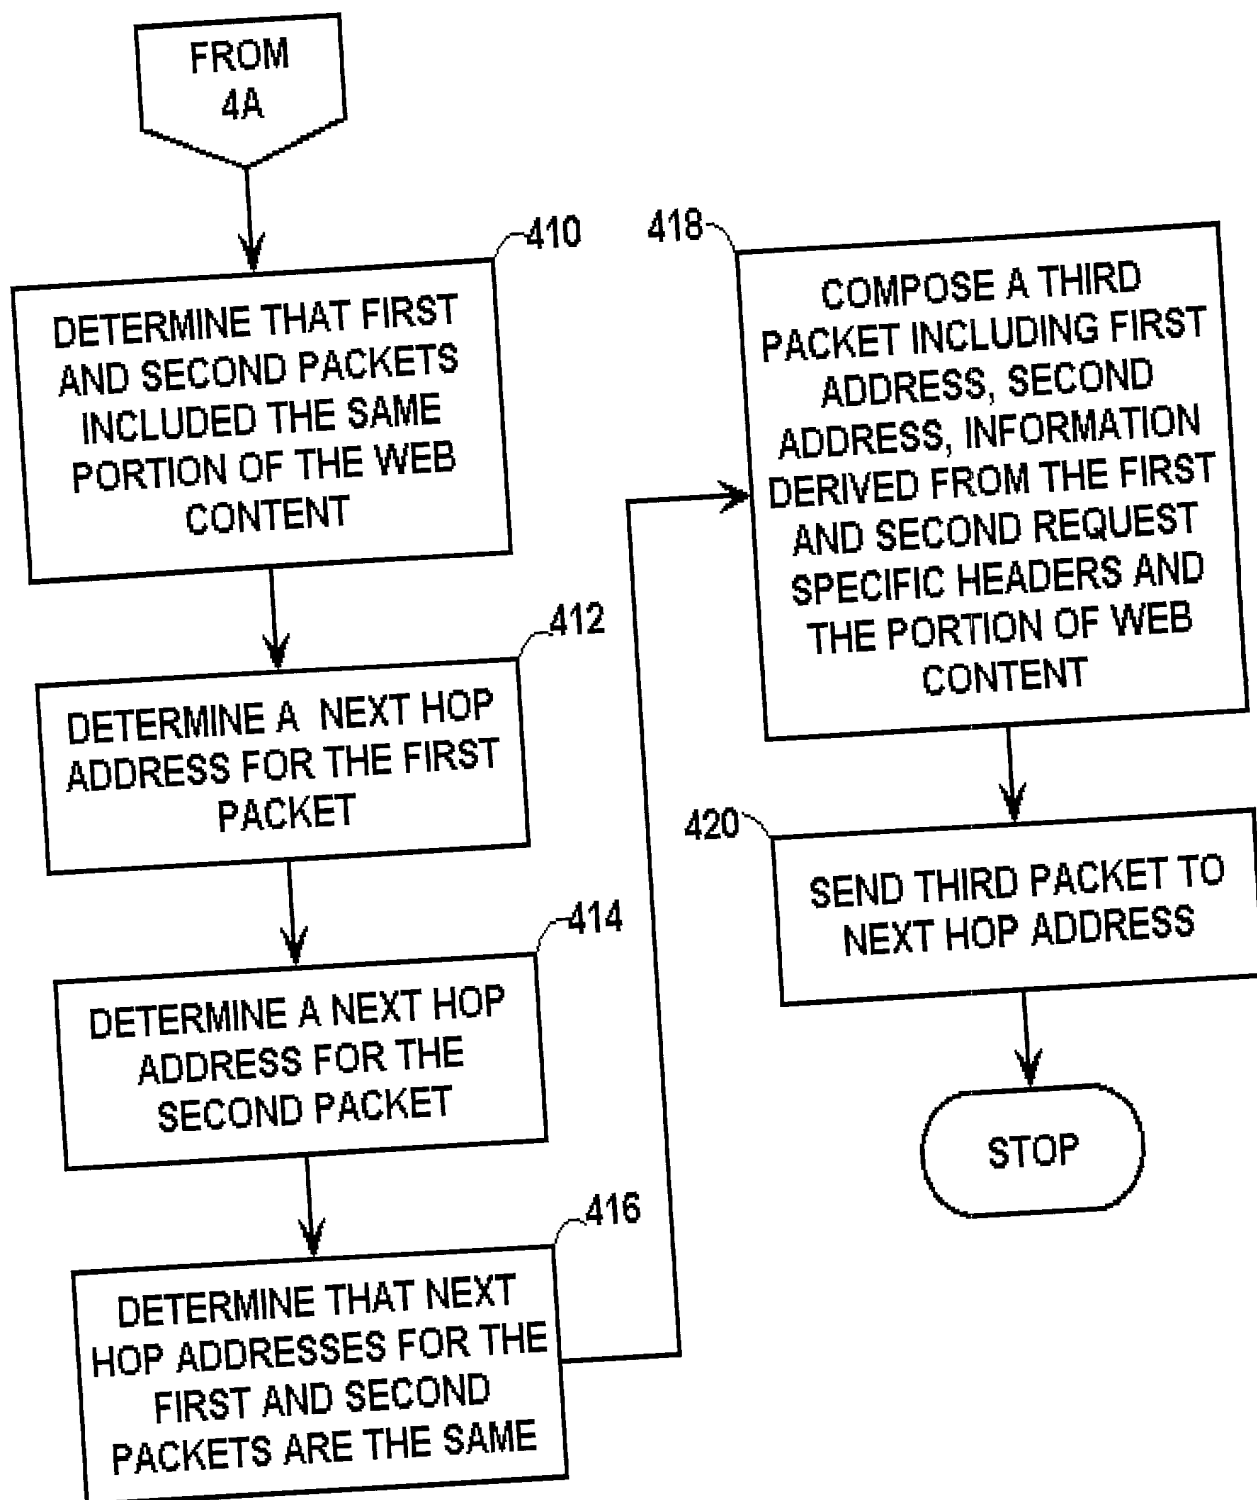 FROM
4A
410
DETERMINE THAT FIRST
AND SECOND PACKETS
INCLUDED THE SAME
PORTION OF THE WEB
CONTENT
412
DETERMINE A NEXT HOP
ADDRESS FOR THE FIRST
PACKET
414
DETERMINE A NEXT HOP
ADDRESS FOR THE
SECOND PACKET
416
DETERMINE THAT NEXT
HOP ADDRESSES FOR THE
FIRST AND SECOND
PACKETS ARE THE SAME
418
COMPOSE A THIRD
PACKET INCLUDING FIRST
ADDRESS, SECOND
ADDRESS, INFORMATION
DERIVED FROM THE FIRST
AND SECOND REQUEST
SPECIFIC HEADERS AND
THE PORTION OF WEB
CONTENT
420
SEND THIRD PACKET TO
NEXT HOP ADDRESS
STOP